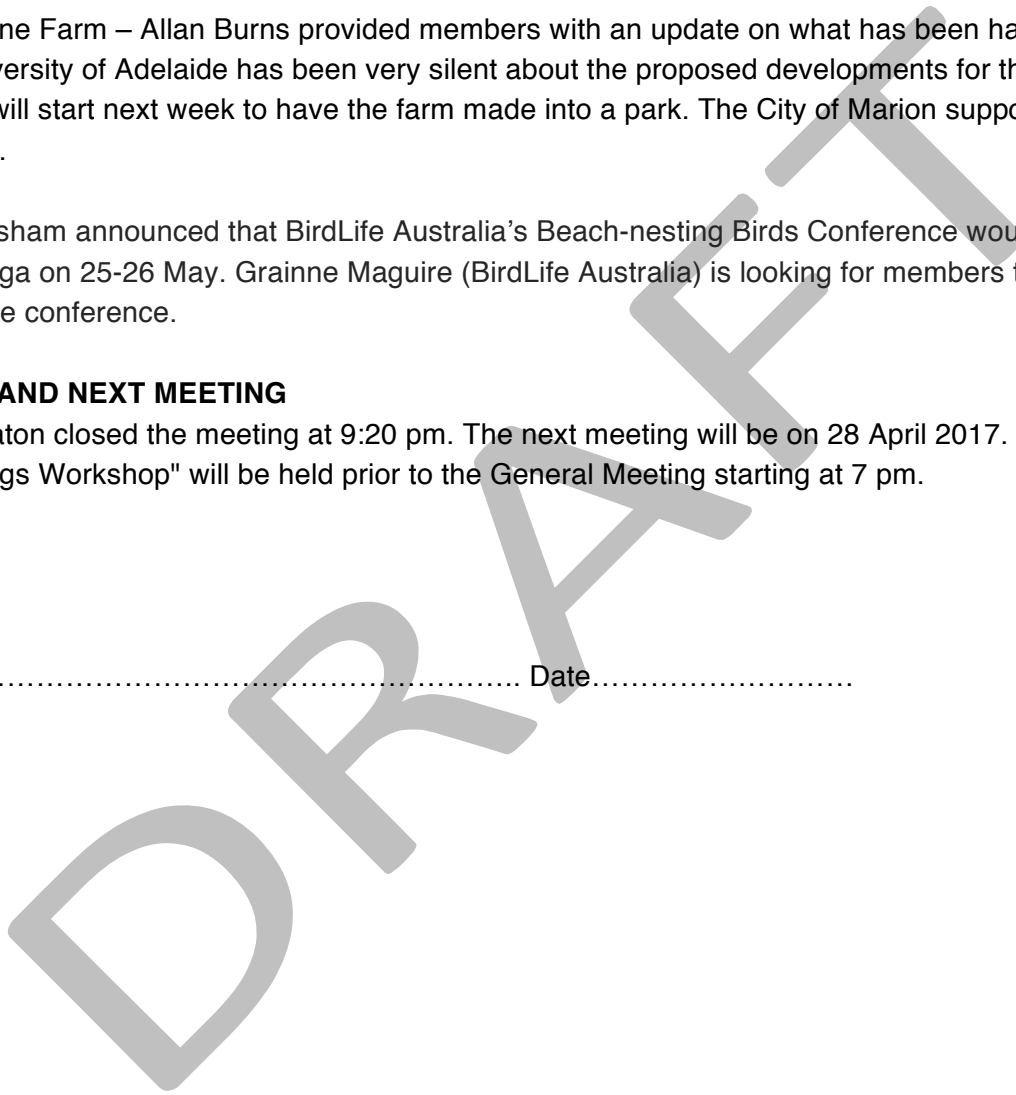 ne Farm – Allan Burns provided members with an update on what has been ha
versity of Adelaide has been very silent about the proposed developments for th
will start next week to have the farm made into a park. The City of Marion suppo
.
sham announced that BirdLife Australia’s Beach-nesting Birds Conference wou
ga on 25-26 May. Grainne Maguire (BirdLife Australia) is looking for members t
e conference.
AND NEXT MEETING
aton closed the meeting at 9:20 pm. The next meeting will be on 28 April 2017.
gs Workshop" will be held prior to the General Meeting starting at 7 pm.
…………………………………………………….. Date………………………
DRAFT